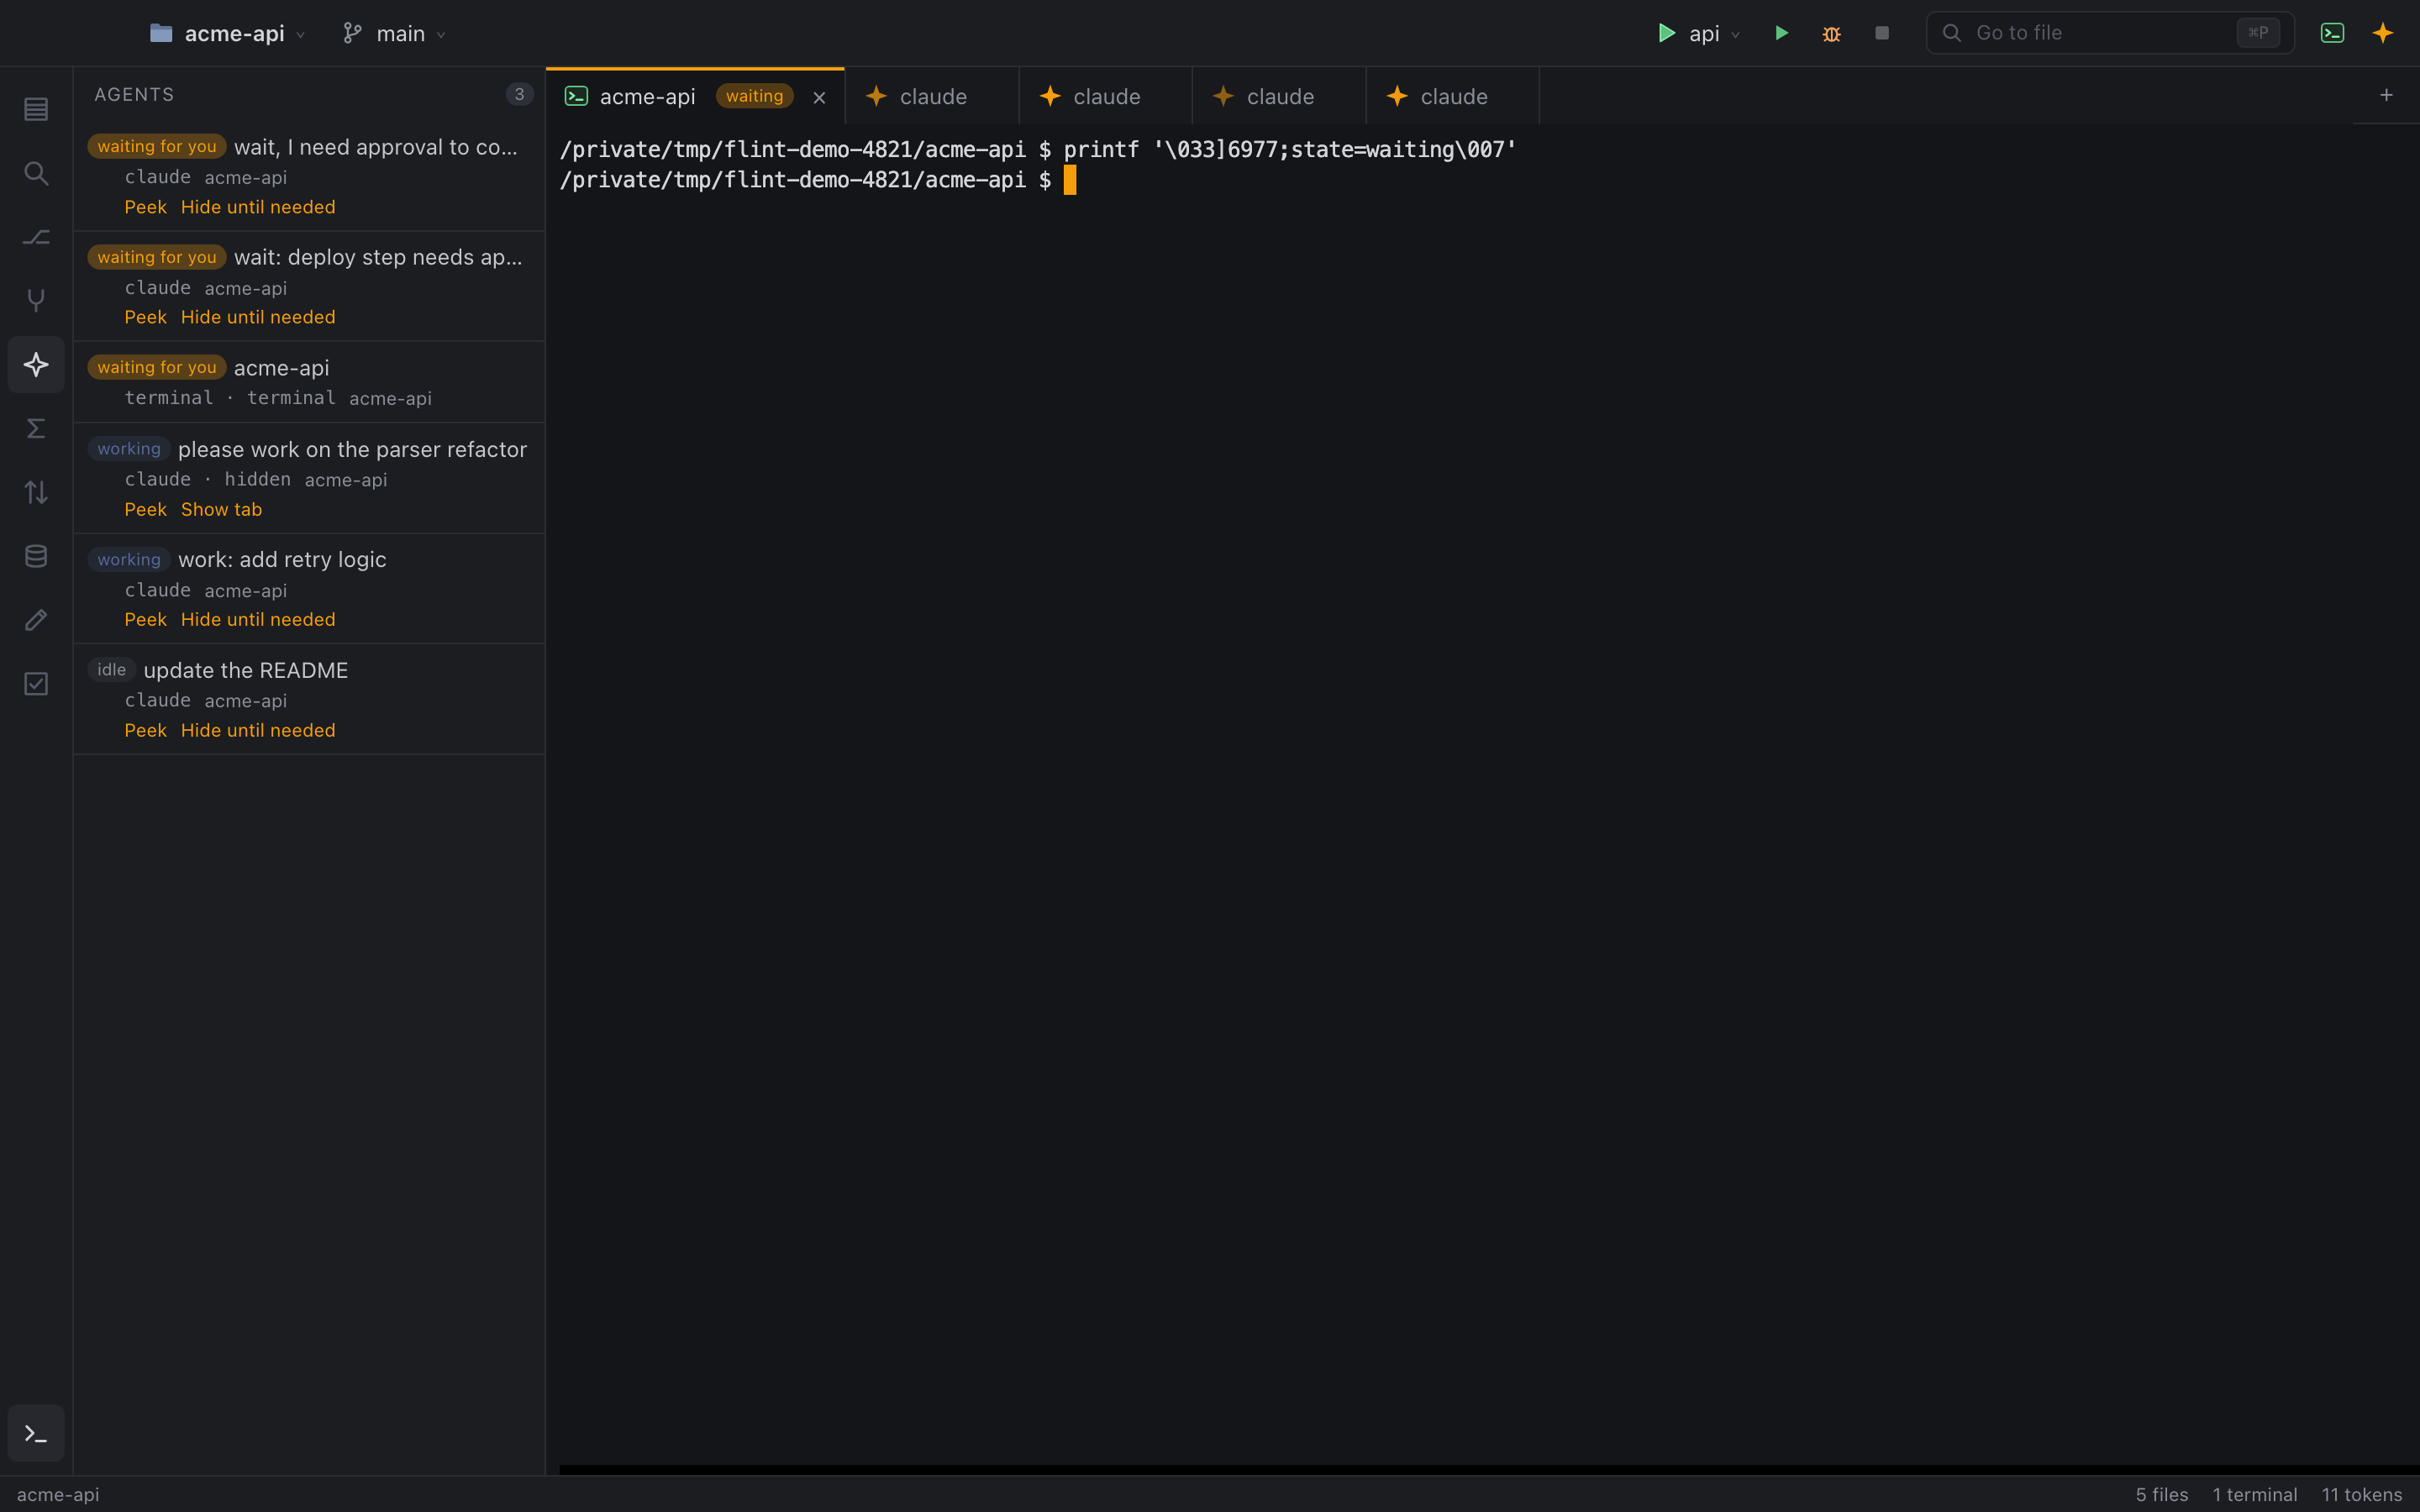 acme-api
main
api
Go to file
⌘P
AGENTS
3
waiting for you wait, I need approval to co...
claude acme-api
Peek Hide until needed
waiting for you wait: deploy step needs ap...
claude acme-api
Peek Hide until needed
waiting for you acme-api
terminal · terminal acme-api
working please work on the parser refactor
claude · hidden acme-api
Peek Show tab
working work: add retry logic
claude acme-api
Peek Hide until needed
idle update the README
claude acme-api
Peek Hide until needed
acme-api waiting ×
claude
claude
claude
claude
+
/private/tmp/flint-demo-4821/acme-api $ printf '\033]6977;state=waiting\007'
/private/tmp/flint-demo-4821/acme-api $
acme-api
5 files 1 terminal 11 tokens